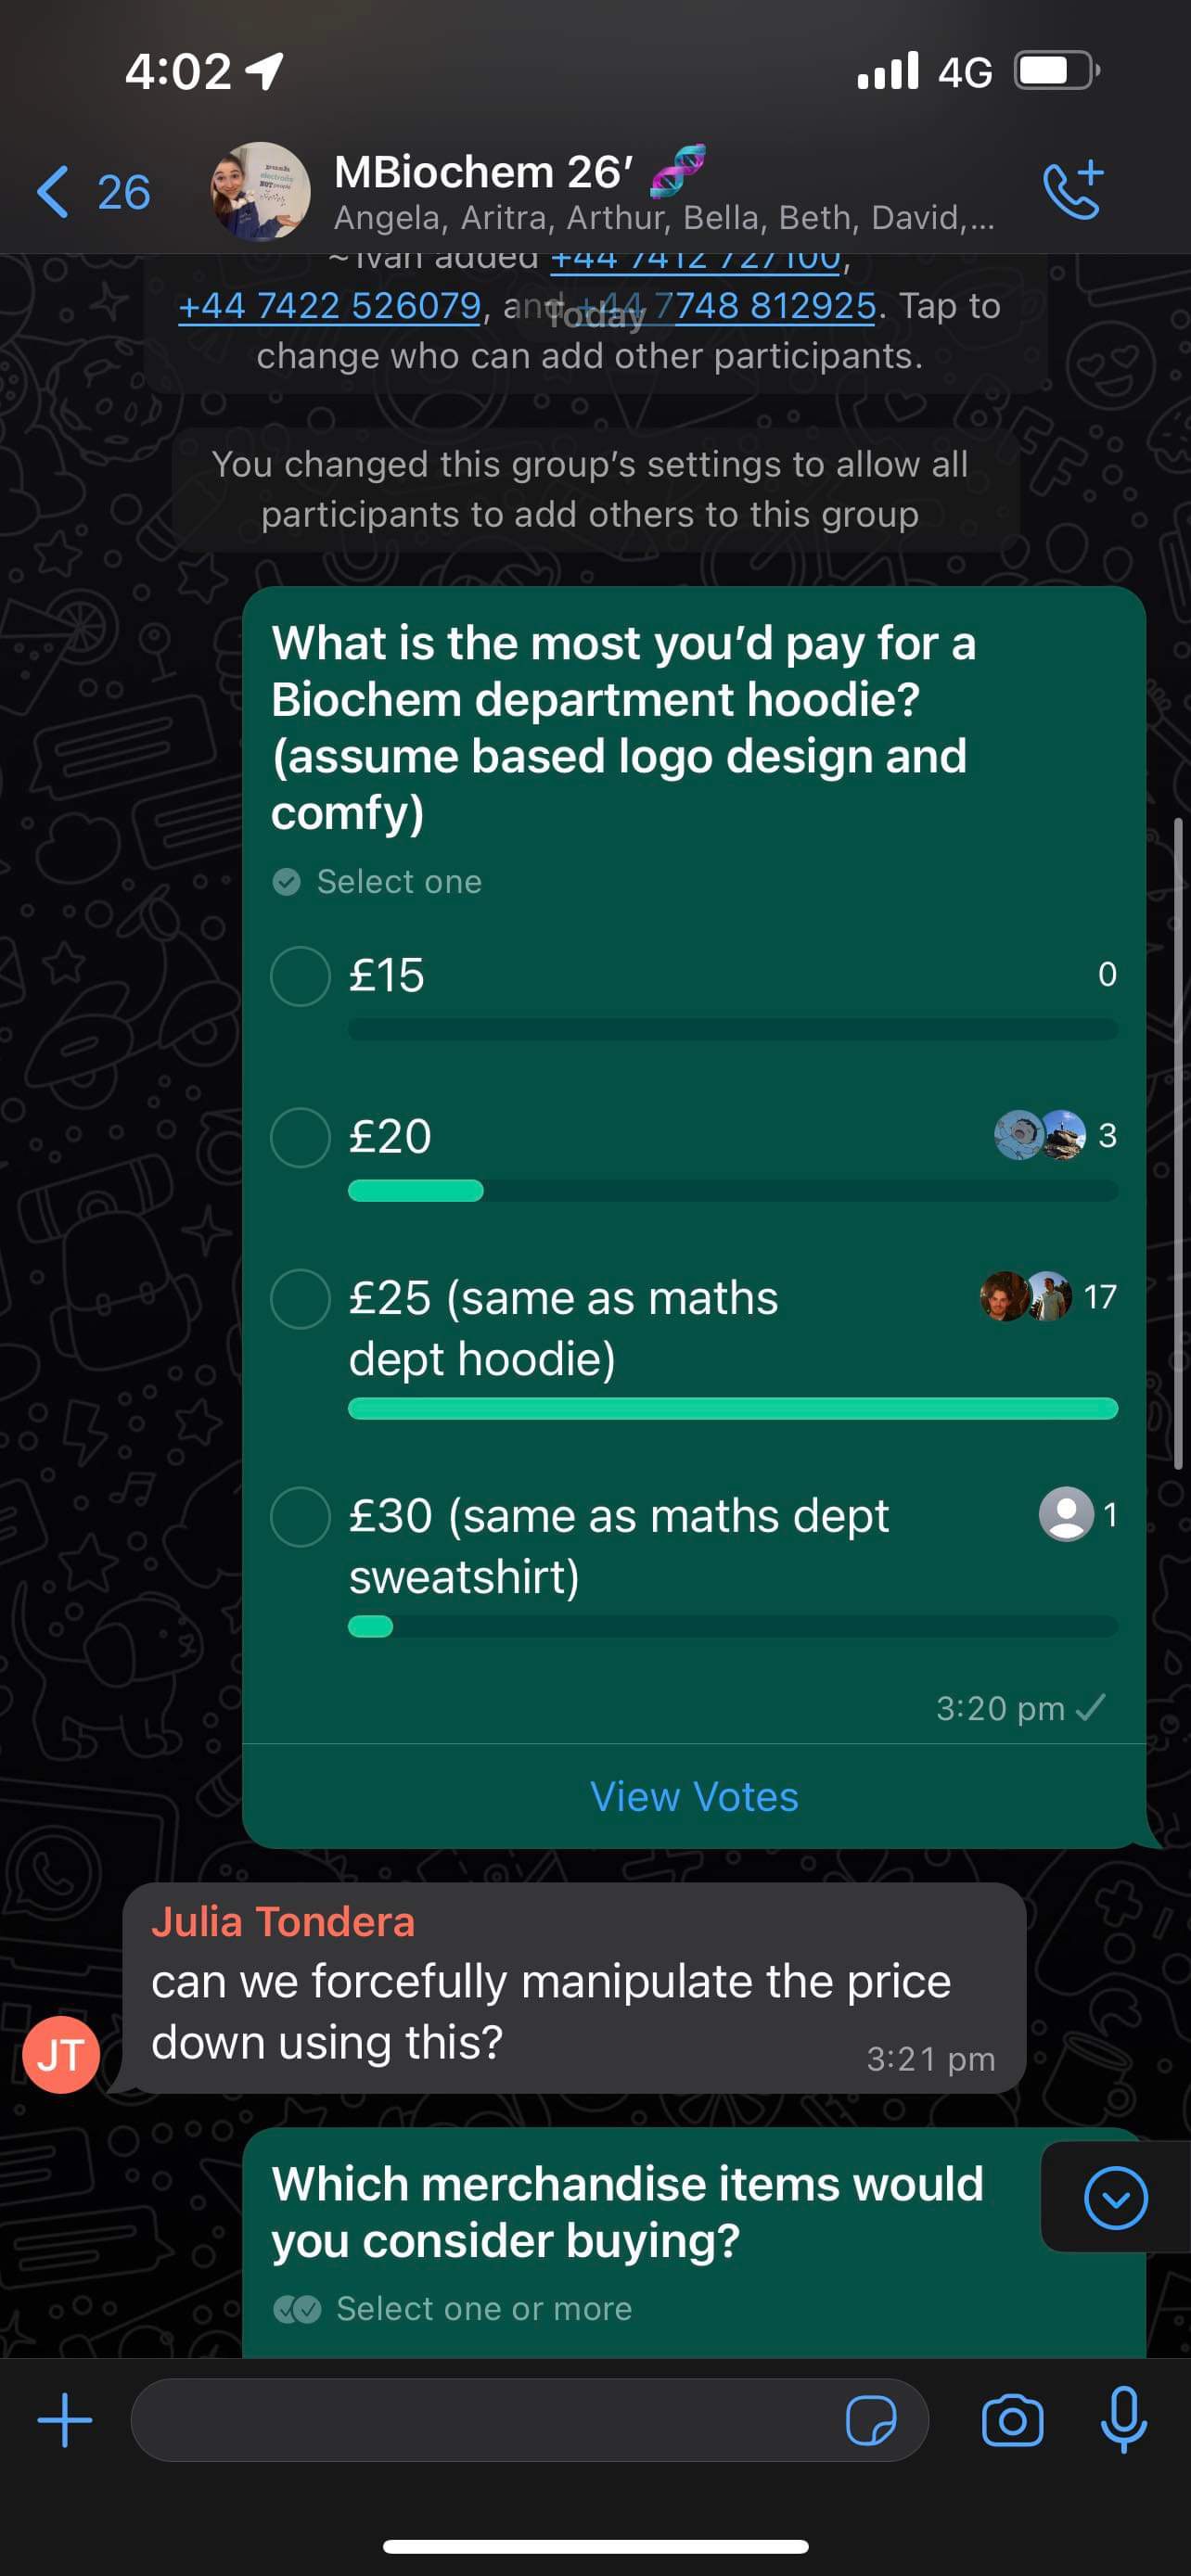 4:02
4G
26
MBiochem 26’ 🧬
Angela, Aritra, Arthur, Bella, Beth, David,...
~Ivan added +44 7412 727100,
+44 7422 526079, and +44 7748 812925. Tap to
Today
change who can add other participants.
You changed this group’s settings to allow all
participants to add others to this group
What is the most you’d pay for a
Biochem department hoodie?
(assume based logo design and
comfy)
Select one
£15 0
£20 3
£25 (same as maths 17
dept hoodie)
£30 (same as maths dept 1
sweatshirt)
3:20 pm
View Votes
Julia Tondera
can we forcefully manipulate the price
down using this?
3:21 pm
JT
Which merchandise items would
you consider buying?
Select one or more